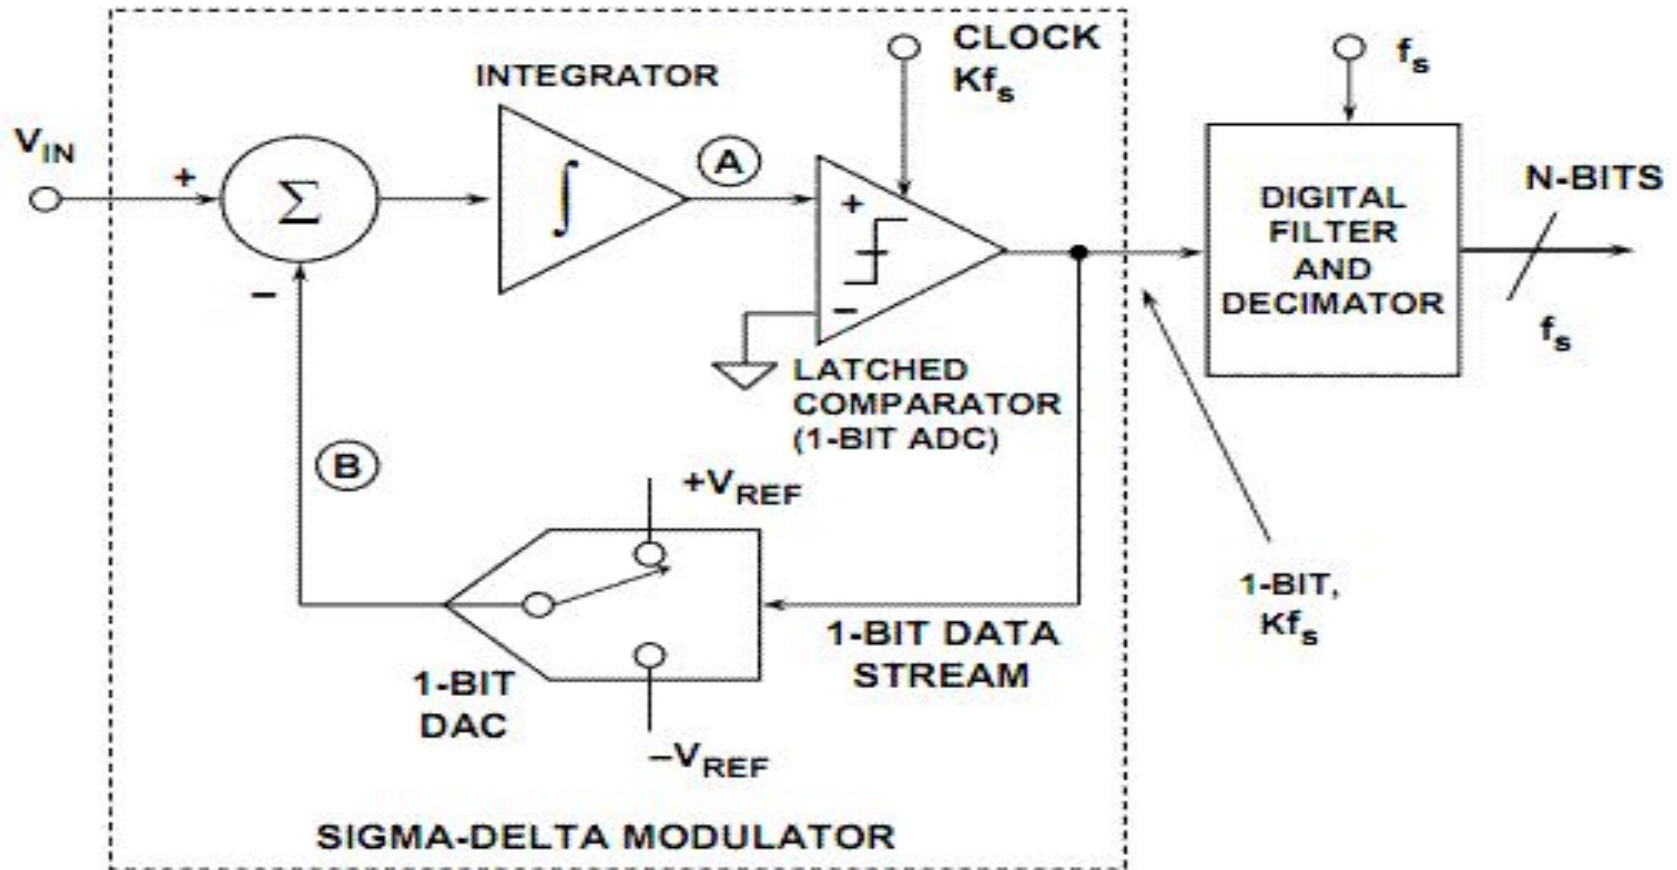 CLOCK
Kfs
fs
INTEGRATOR
VIN
+
Σ
∫
A
+
−
N-BITS
DIGITAL
FILTER
AND
DECIMATOR
fs
−
LATCHED
COMPARATOR
(1-BIT ADC)
B
+VREF
1-BIT,
Kfs
1-BIT DATA
STREAM
1-BIT
DAC
−VREF
SIGMA-DELTA MODULATOR